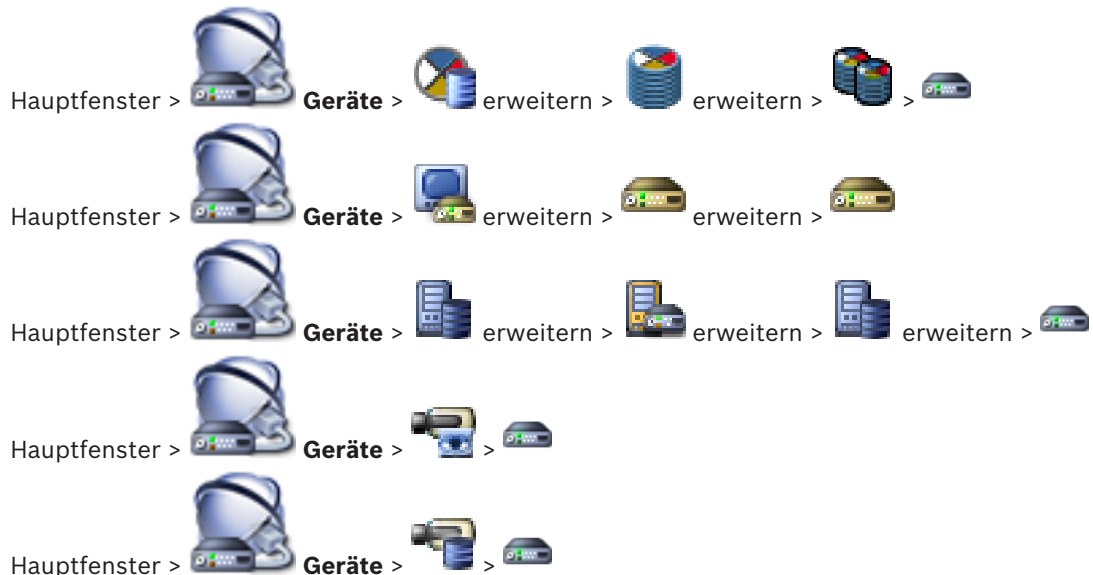 Hauptfenster > Geräte > erweitern > erweitern > >
Hauptfenster > Geräte > erweitern > erweitern >
Hauptfenster > Geräte > erweitern > erweitern > erweitern >
Hauptfenster > Geräte > >
Hauptfenster > Geräte > >